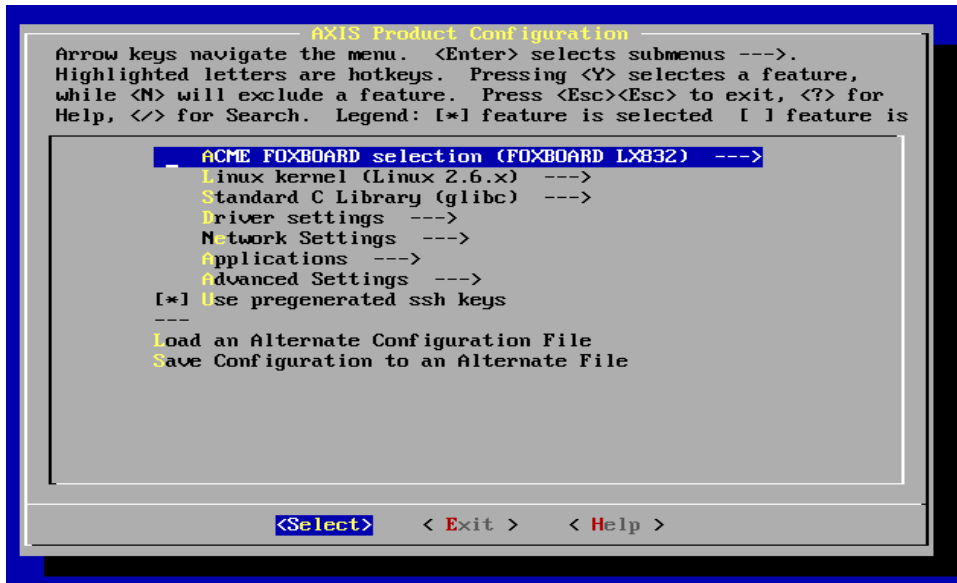 AXIS Product Configuration
Arrow keys navigate the menu.  <Enter> selects submenus --->.
Highlighted letters are hotkeys.  Pressing <Y> selectes a feature,
while <N> will exclude a feature.  Press <Esc><Esc> to exit, <?> for
Help, </> for Search.  Legend: [*] feature is selected  [ ] feature is
ACME FOXBOARD selection (FOXBOARD LX832)  --->
Linux kernel (Linux 2.6.x)  --->
Standard C Library (glibc)  --->
Driver settings  --->
Network Settings  --->
Applications  --->
Advanced Settings  --->
[*] Use pregenerated ssh keys
---
Load an Alternate Configuration File
Save Configuration to an Alternate File
<Select>    < Exit >    < Help >